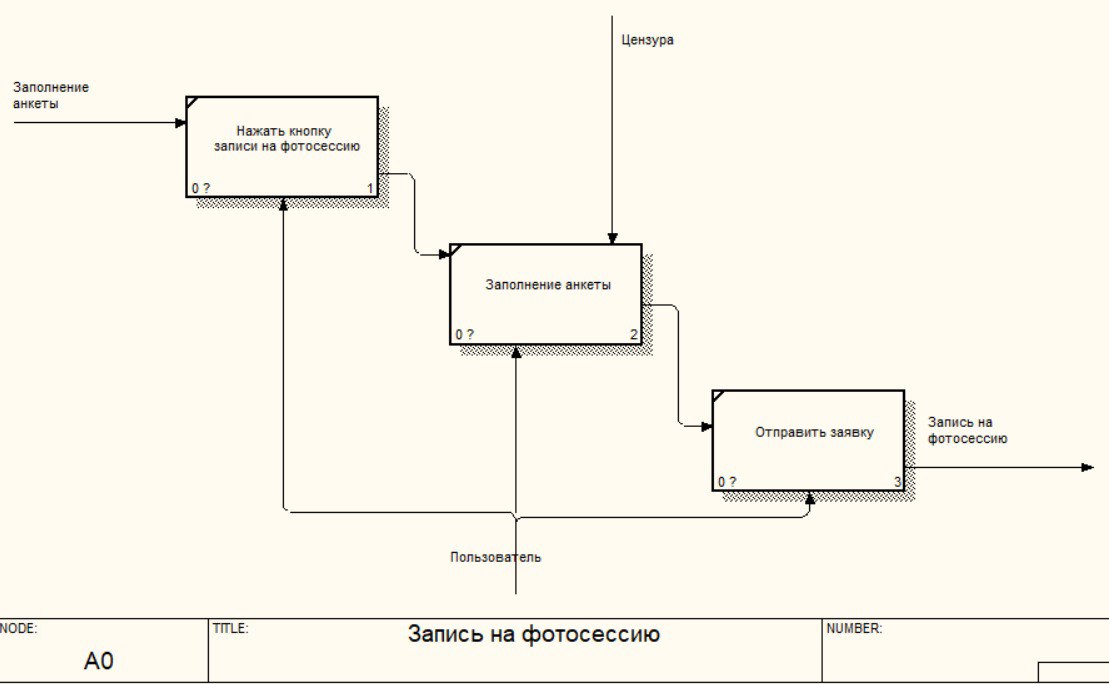 Цензура
Заполнение
анкеты
Нажать кнопку
записи на фотосессию
0 ?
1
Заполнение анкеты
0 ?
2
Отправить заявку
0 ?
3
Запись на
фотосессию
Пользователь
NODE:
A0
TITLE:
Запись на фотосессию
NUMBER: